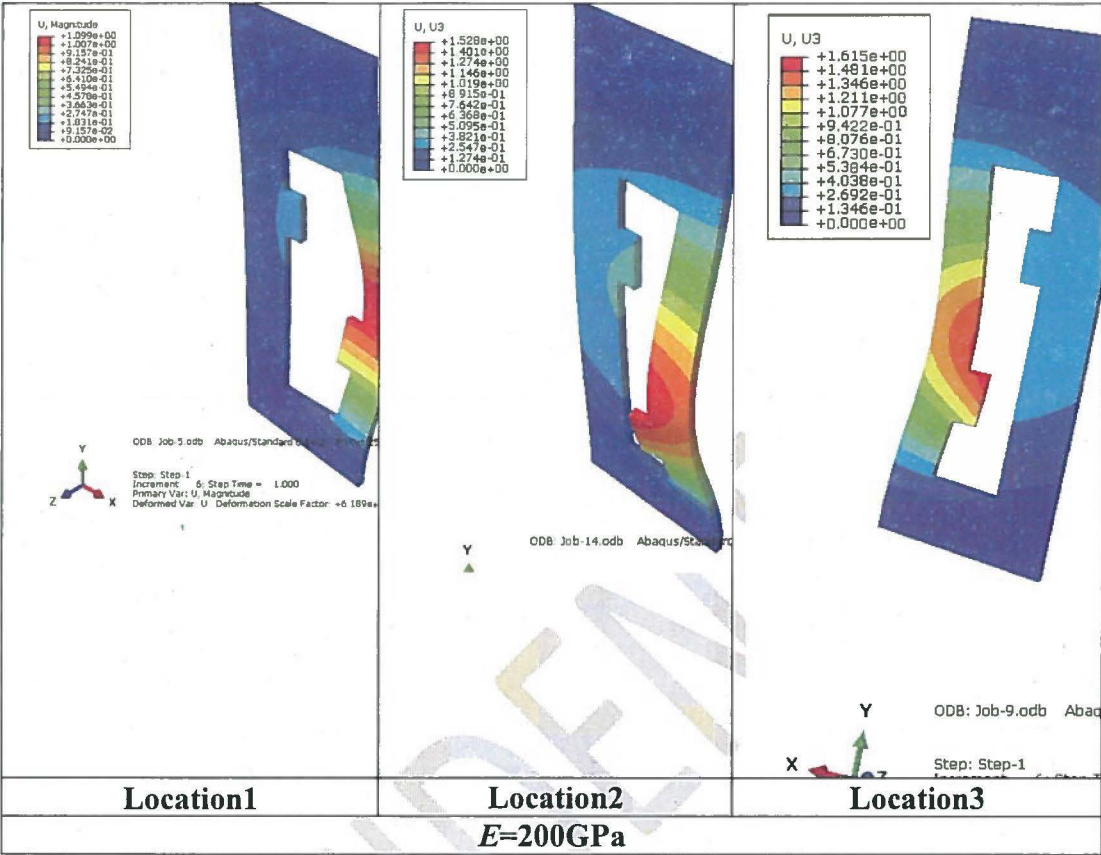 U, Magnitude
+1.099e+00
+1.007e+00
+9.157e-01
+8.241e-01
+7.325e-01
+6.410e-01
+5.494e-01
+4.578e-01
+3.663e-01
+2.747e-01
+1.831e-01
+9.157e-02
+0.000e+00
ODB: Job-5.odb Abaqus/Standard
Y
Z
X
Step: Step-1
Increment 6: Step Time = 1.000
Primary Var: U, Magnitude
Deformed Var: U Deformation Scale Factor: +6.189e+
U, U3
+1.528e+00
+1.401e+00
+1.274e+00
+1.146e+00
+1.019e+00
+8.915e-01
+7.642e-01
+6.368e-01
+5.095e-01
+3.821e-01
+2.547e-01
+1.274e-01
+0.000e+00
ODB: Job-14.odb
Y
U, U3
+1.615e+00
+1.481e+00
+1.346e+00
+1.211e+00
+1.077e+00
+9.422e-01
+8.076e-01
+6.730e-01
+5.384e-01
+4.038e-01
+2.692e-01
+1.346e-01
+0.000e+00
Y
X
Z
ODB: Job-9.odb Abaq
Step: Step-1
Location1
Location2
Location3
E=200GPa